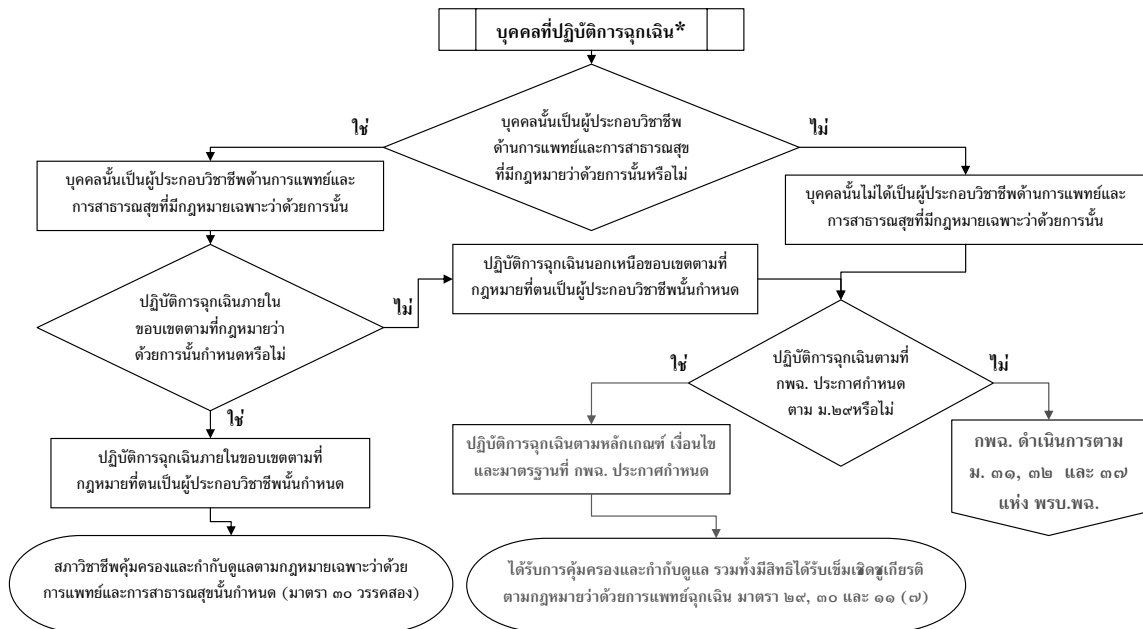 บุคคลที่ปฏิบัติการฉุกเฉิน*
บุคคลนั้นเป็นผู้ประกอบวิชาชีพ
ด้านการแพทย์และการสาธารณสุข
ที่มีกฎหมายว่าด้วยการนั้นหรือไม่
ใช่
ไม่
บุคคลนั้นเป็นผู้ประกอบวิชาชีพด้านการแพทย์และ
การสาธารณสุขที่มีกฎหมายเฉพาะว่าด้วยการนั้น
บุคคลนั้นไม่ได้เป็นผู้ประกอบวิชาชีพด้านการแพทย์และ
การสาธารณสุขที่มีกฎหมายเฉพาะว่าด้วยการนั้น
ปฏิบัติการฉุกเฉินภายใน
ขอบเขตตามที่กฎหมายว่า
ด้วยการนั้นกำหนดหรือไม่
ไม่
ปฏิบัติการฉุกเฉินนอกเหนือขอบเขตตามที่
กฎหมายที่ตนเป็นผู้ประกอบวิชาชีพนั้นกำหนด
ใช่
ปฏิบัติการฉุกเฉินภายในขอบเขตตามที่
กฎหมายที่ตนเป็นผู้ประกอบวิชาชีพนั้นกำหนด
ปฏิบัติการฉุกเฉินตามที่
กพฉ. ประกาศกำหนด
ตาม ม.๒๙หรือไม่
ใช่
ไม่
ปฏิบัติการฉุกเฉินตามหลักเกณฑ์ เงื่อนไข
และมาตรฐานที่ กพฉ. ประกาศกำหนด
กพฉ. ดำเนินการตาม
ม. ๓๑, ๓๒ และ ๓๗
แห่ง พรบ.พฉ.
สภาวิชาชีพคุ้มครองและกำกับดูแลตามกฎหมายเฉพาะว่าด้วย
การแพทย์และการสาธารณสุขนั้นกำหนด (มาตรา ๓๐ วรรคสอง)
ได้รับการคุ้มครองและกำกับดูแล รวมทั้งมีสิทธิได้รับเข็มเชิดชูเกียรติ
ตามกฎหมายว่าด้วยการแพทย์ฉุกเฉิน มาตรา ๒๙, ๓๐ และ ๑๑ (๗)